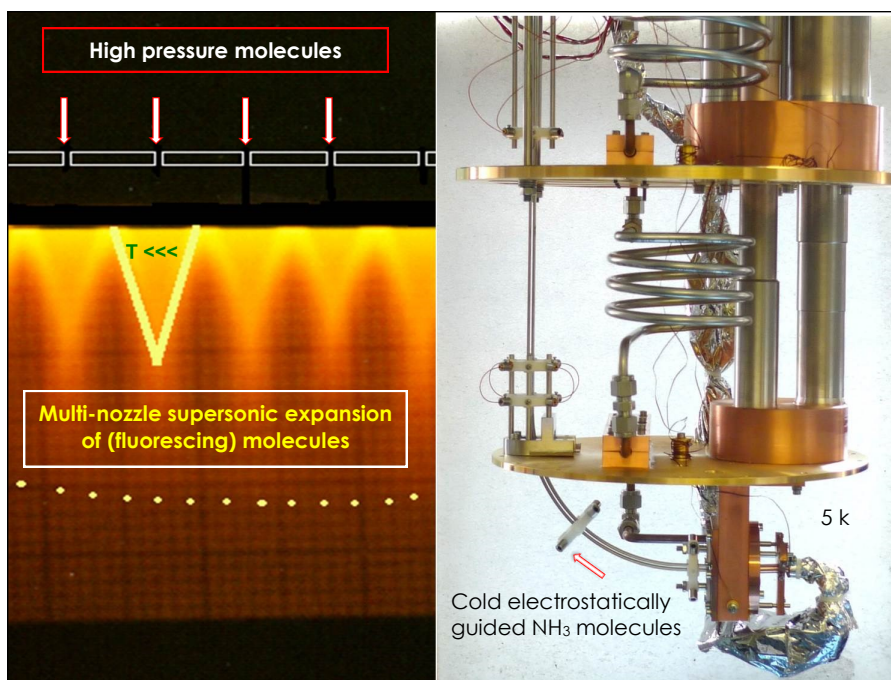 High pressure molecules
T <<<
Multi-nozzle supersonic expansion
of (fluorescing) molecules
5 k
Cold electrostatically
guided NH₃ molecules